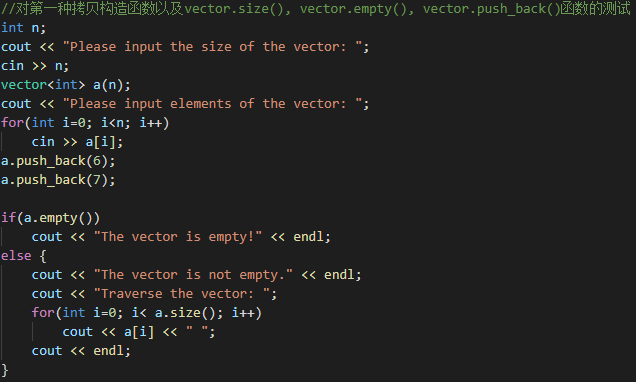 //对第一种拷贝构造函数以及vector.size(), vector.empty(), vector.push_back()函数的测试
int n;
cout << "Please input the size of the vector: ";
cin >> n;
vector<int> a(n);
cout << "Please input elements of the vector: ";
for(int i=0; i<n; i++)
    cin >> a[i];
a.push_back(6);
a.push_back(7);

if(a.empty())
    cout << "The vector is empty!" << endl;
else {
    cout << "The vector is not empty." << endl;
    cout << "Traverse the vector: ";
    for(int i=0; i< a.size(); i++)
        cout << a[i] << " ";
    cout << endl;
}